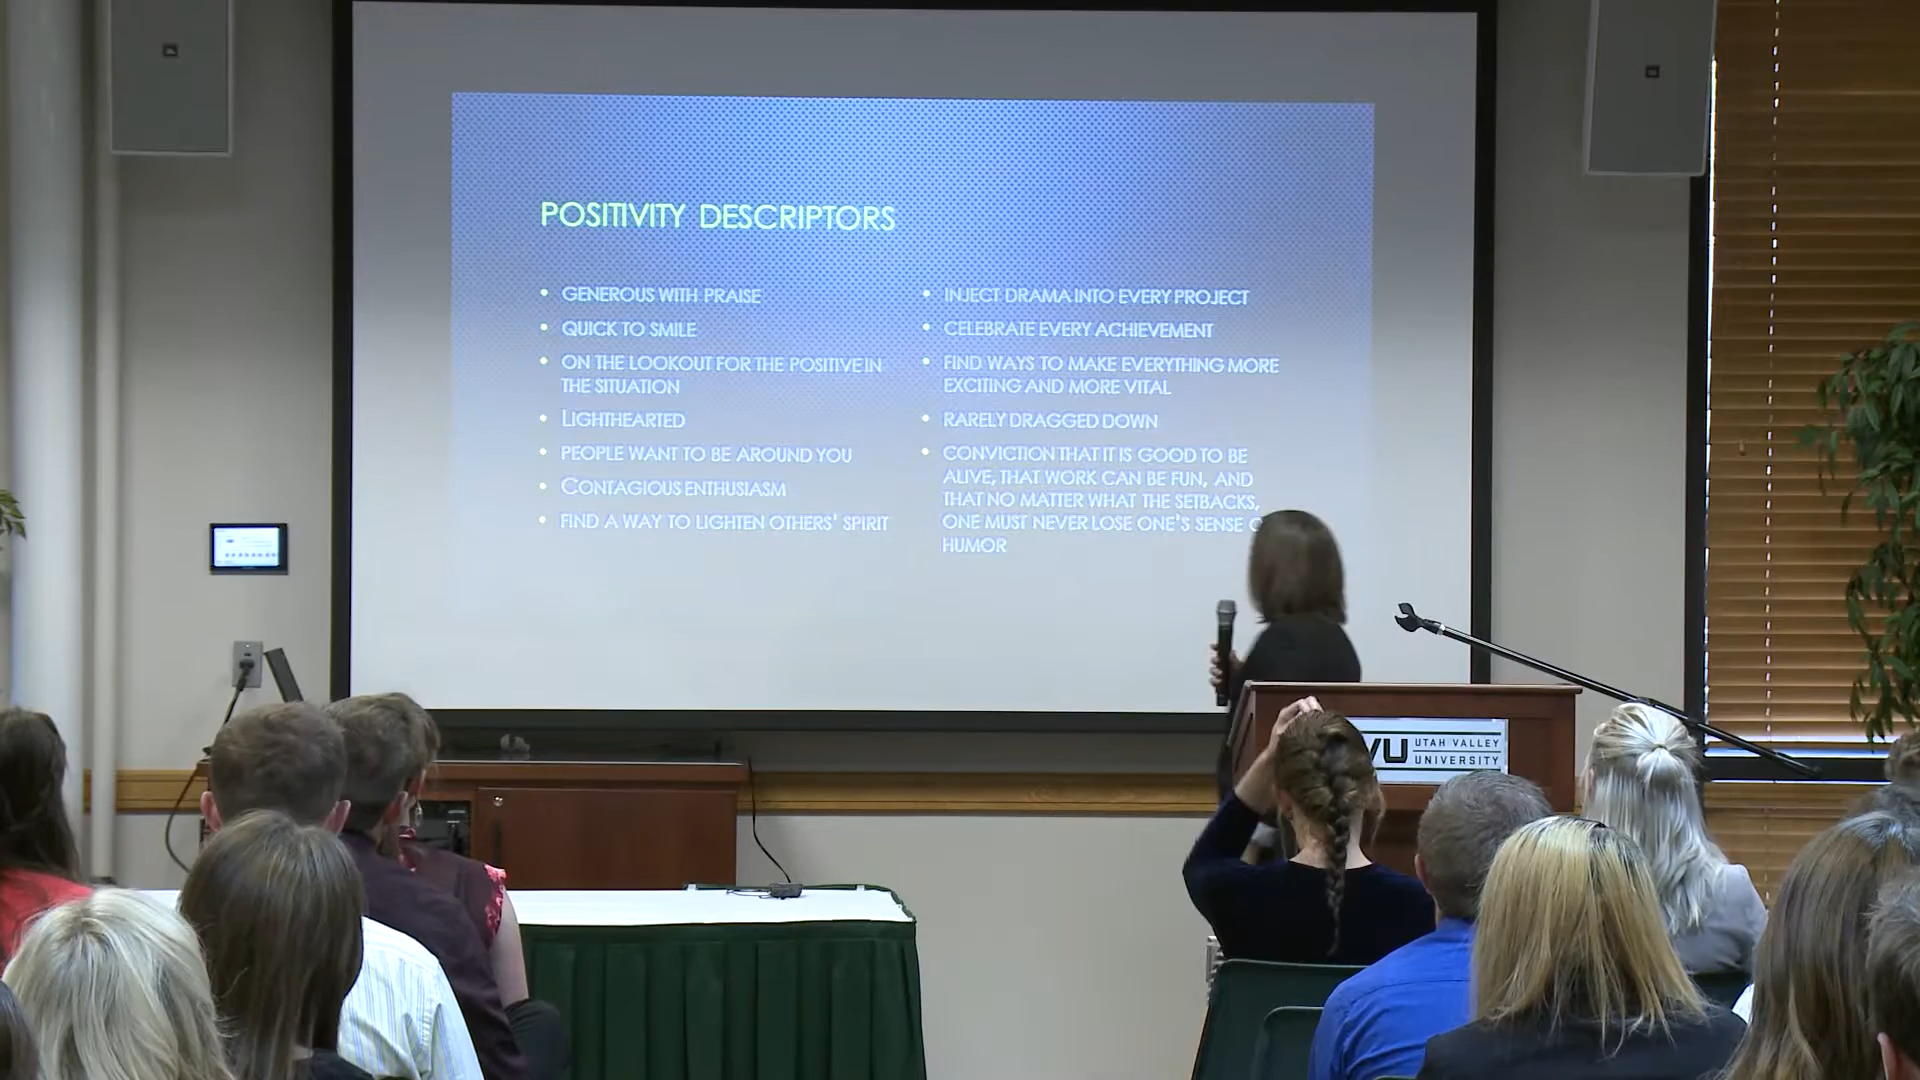 POSITIVITY DESCRIPTORS
• GENEROUS WITH PRAISE
• QUICK TO SMILE
• ON THE LOOKOUT FOR THE POSITIVE IN
THE SITUATION
• LIGHTHEARTED
• PEOPLE WANT TO BE AROUND YOU
• CONTAGIOUS ENTHUSIASM
• FIND A WAY TO LIGHTEN OTHERS' SPIRIT
• INJECT DRAMA INTO EVERY PROJECT
• CELEBRATE EVERY ACHIEVEMENT
• FIND WAYS TO MAKE EVERYTHING MORE
EXCITING AND MORE VITAL
• RARELY DRAGGED DOWN
• CONVICTION THAT IT IS GOOD TO BE
ALIVE, THAT WORK CAN BE FUN, AND
THAT NO MATTER WHAT THE SETBACKS,
ONE MUST NEVER LOSE ONE'S SENSE
HUMOR
VU UTAH VALLEY
UNIVERSITY